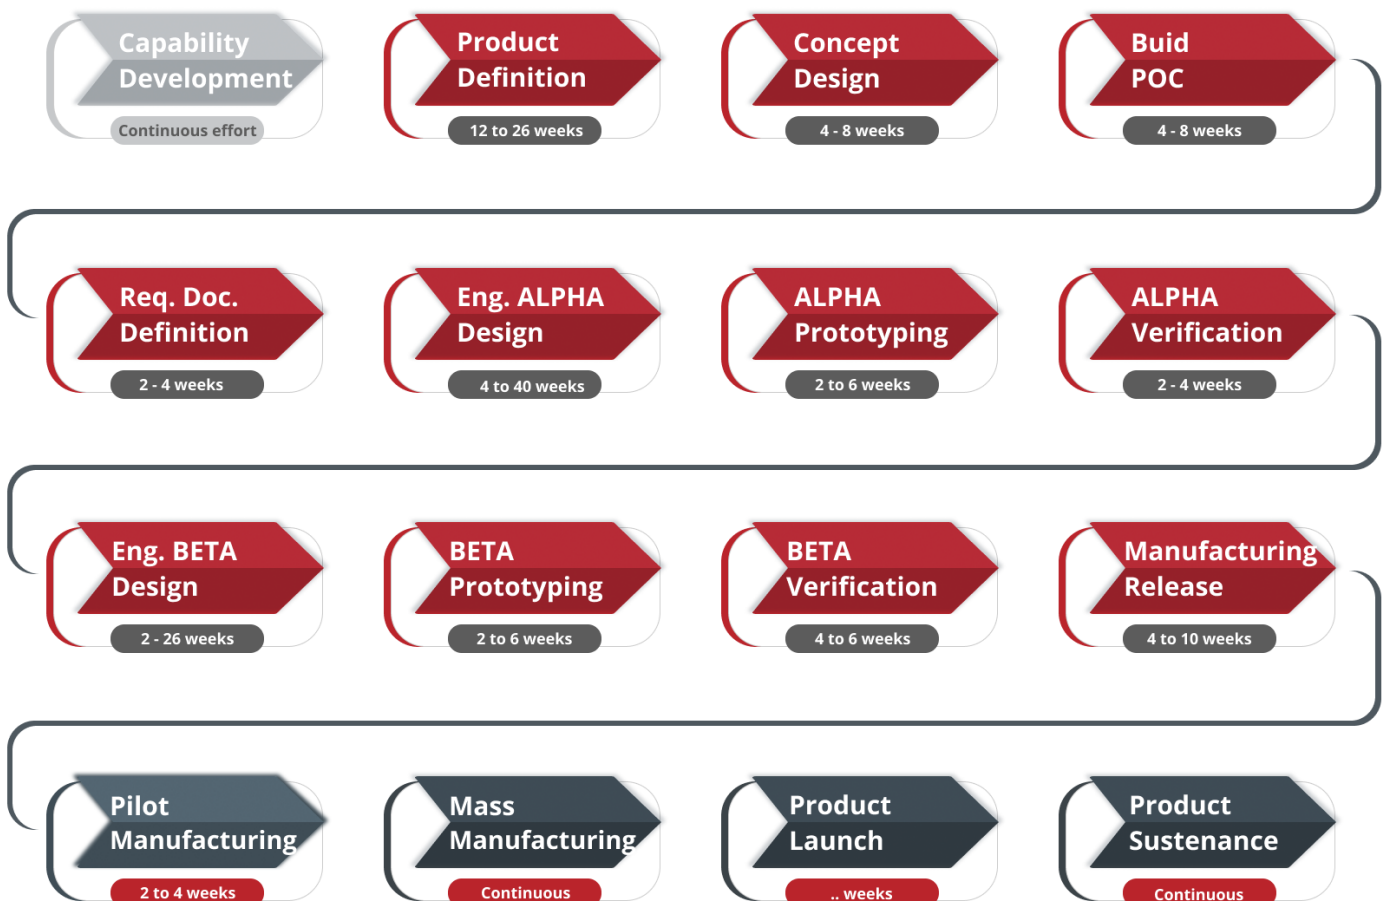 Capability
Development
Continuous effort
Product
Definition
12 to 26 weeks
Concept
Design
4 - 8 weeks
Buid
POC
4 - 8 weeks
Req. Doc.
Definition
2 - 4 weeks
Eng. ALPHA
Design
4 to 40 weeks
ALPHA
Prototyping
2 to 6 weeks
ALPHA
Verification
2 - 4 weeks
Eng. BETA
Design
2 - 26 weeks
BETA
Prototyping
2 to 6 weeks
BETA
Verification
4 to 6 weeks
Manufacturing
Release
4 to 10 weeks
Pilot
Manufacturing
2 to 4 weeks
Mass
Manufacturing
Continuous
Product
Launch
.. weeks
Product
Sustenance
Continuous